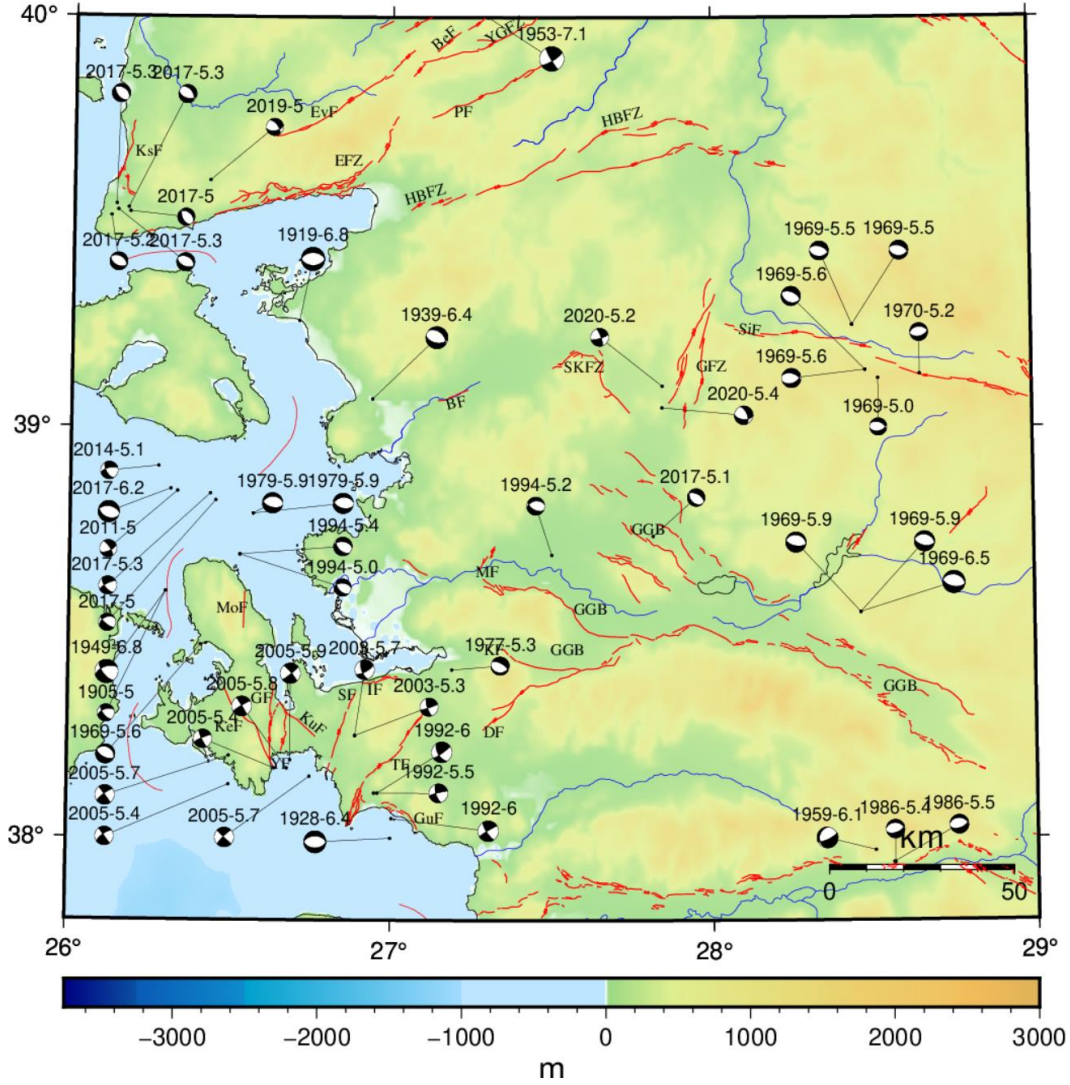 40°
BeF
YGFZ
1953-7.1
2017-5.3
2017-5.3
2019-5
EvF
PF
HBFZ
KsF
EFZ
HBFZ
2017-5
2017-5.2
2017-5.3
1919-6.8
1969-5.5
1969-5.5
1969-5.6
1939-6.4
2020-5.2
SiF
1970-5.2
SKFZ
GFZ
1969-5.6
2020-5.4
BF
1969-5.0
39°
2014-5.1
2017-6.2
1979-5.9
1979-5.9
1994-5.2
2017-5.1
2011-5
1994-5.4
GGB
1969-5.9
1969-5.9
2017-5.3
1994-5.0
MF
1969-6.5
2017-5
MoF
GGB
1949-6.8
2005-5.9
2003-5.7
1977-5.3
KF
GGB
1905-5
2005-5.8
GF
SF
IF
2003-5.3
GGB
1969-5.6
2005-5.4
KeF
KuF
1992-6
DF
2005-5.7
YF
TF
1992-5.5
2005-5.4
2005-5.7
1928-6.4
GuF
1992-6
1959-6.1
1986-5.4
1986-5.5
38°
km
0
50
26°
27°
28°
29°
−3000
−2000
−1000
0
1000
2000
3000
m